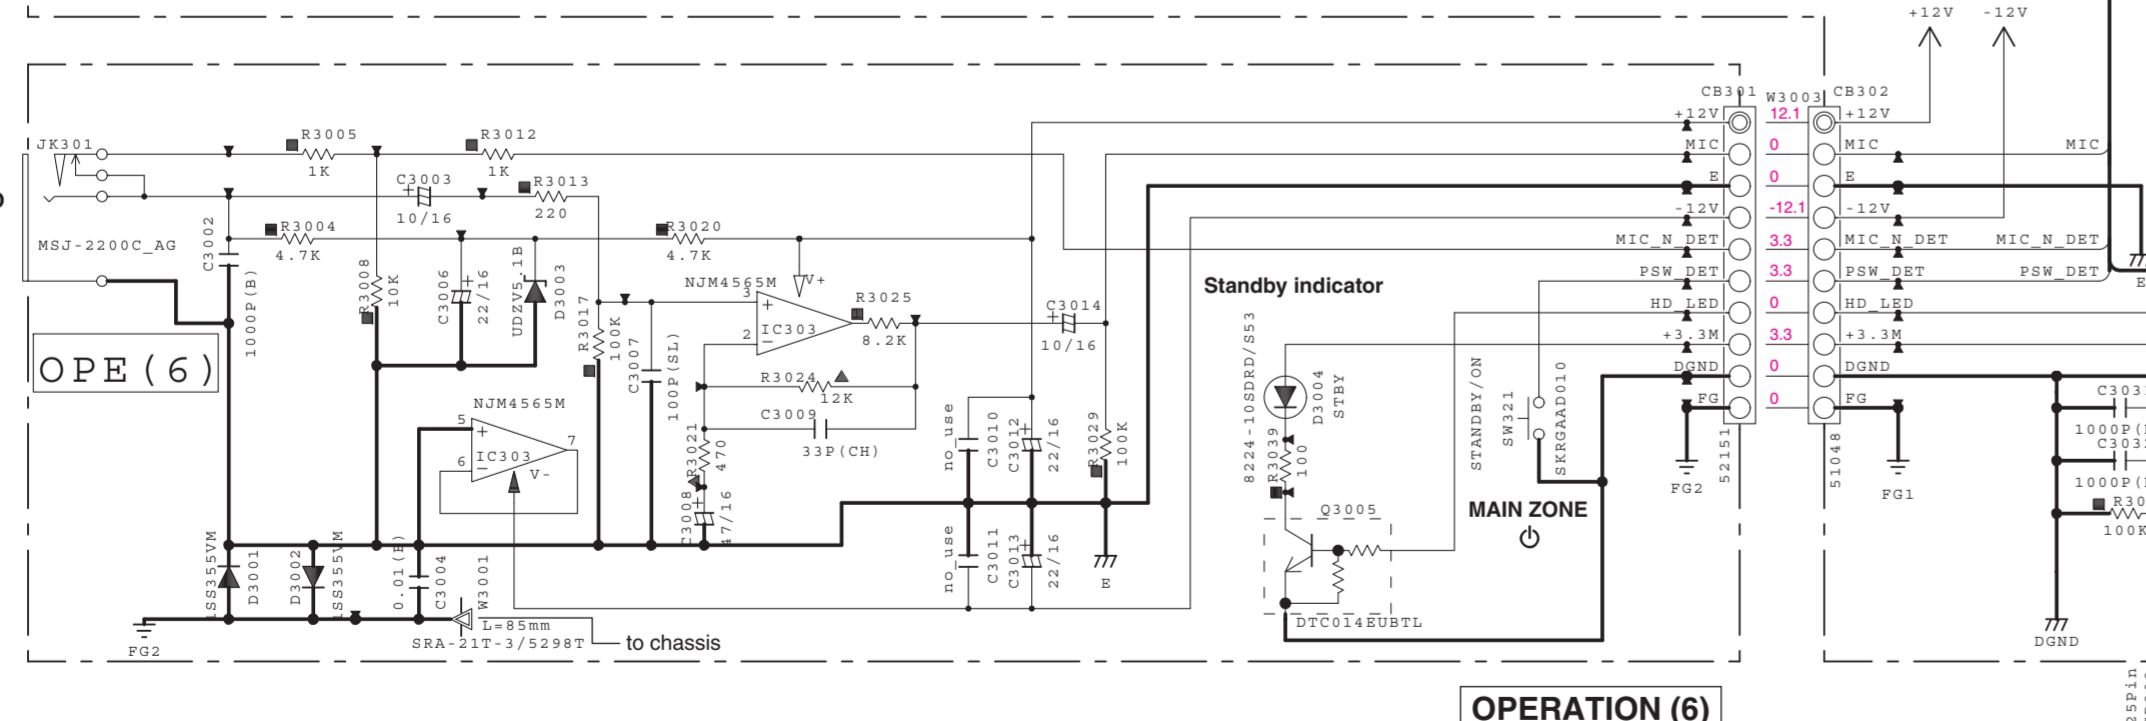 +12V -12V
CB301 W3003 CB302
+12V 12.1 +12V
MIC 0 MIC MIC
E 0 E
-12V -12.1 -12V
MIC_N_DET 3.3 MIC_N_DET MIC_N_DET
PSW_DET 3.3 PSW_DET PSW_DET
HD_LED 0 HD_LED
+3.3M 3.3 +3.3M
DGND 0 DGND
FG 0 FG
52151
51048
FG2
FG1
E
JK301
MSJ-2200C_AG
R3005
1K
R3012
1K
C3003
+
10/16
R3013
220
C3002
1000P(B)
R3004
4.7K
R3020
4.7K
R3008
10K
C3006
+
22/16
UDZV5.1B
D3003
R3017
100K
C3007
100P(SL)
NJM4565M
V+
3
+
2
−
IC303
R3025
8.2K
C3014
+
10/16
R3024
12K
C3009
33P(CH)
R3021
470
C3008
+
47/16
OPE(6)
NJM4565M
5
+
6
−
7
IC303
V-
no_use
C3010
C3012
+
22/16
R3029
100K
no_use
C3011
C3013
+
22/16
E
1SS355VM
D3001
D3002
1SS355VM
0.01(B)
C3004
W3001
L=85mm
SRA-21T-3/5298T
to chassis
FG2
Standby indicator
8224-10SDRD/S53
D3004
STBY
R3039
100
Q3005
DTC014EUBTL
STANDBY/ON
SW321
SKRGAAD010
MAIN ZONE
DGND
OPERATION (6)